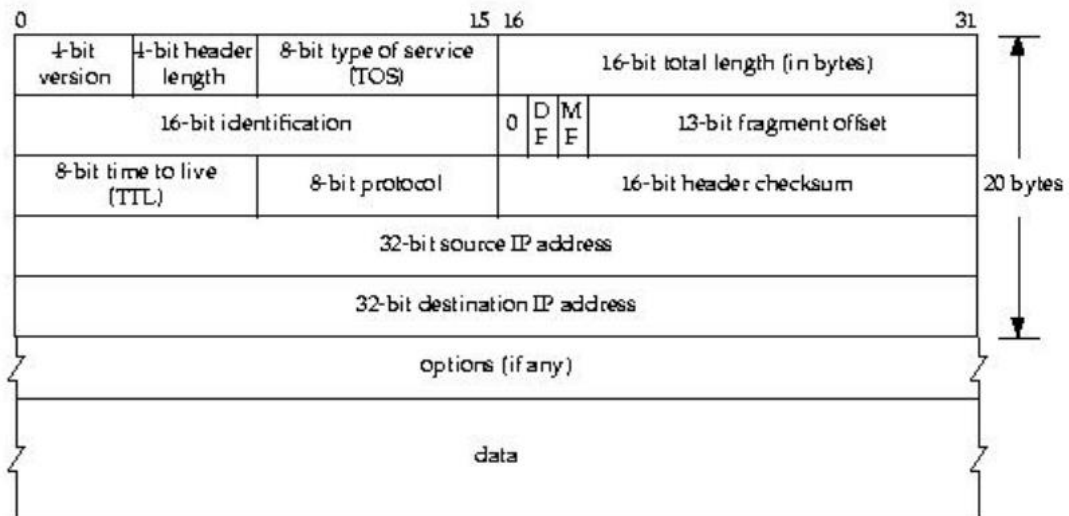 0 15 16 31
4-bit version 4-bit header length 8-bit type of service (TOS) 16-bit total length (in bytes)
16-bit identification 0 DF MF 13-bit fragment offset
8-bit time to live (TTL) 8-bit protocol 16-bit header checksum 20 bytes
32-bit source IP address
32-bit destination IP address
options (if any)
data